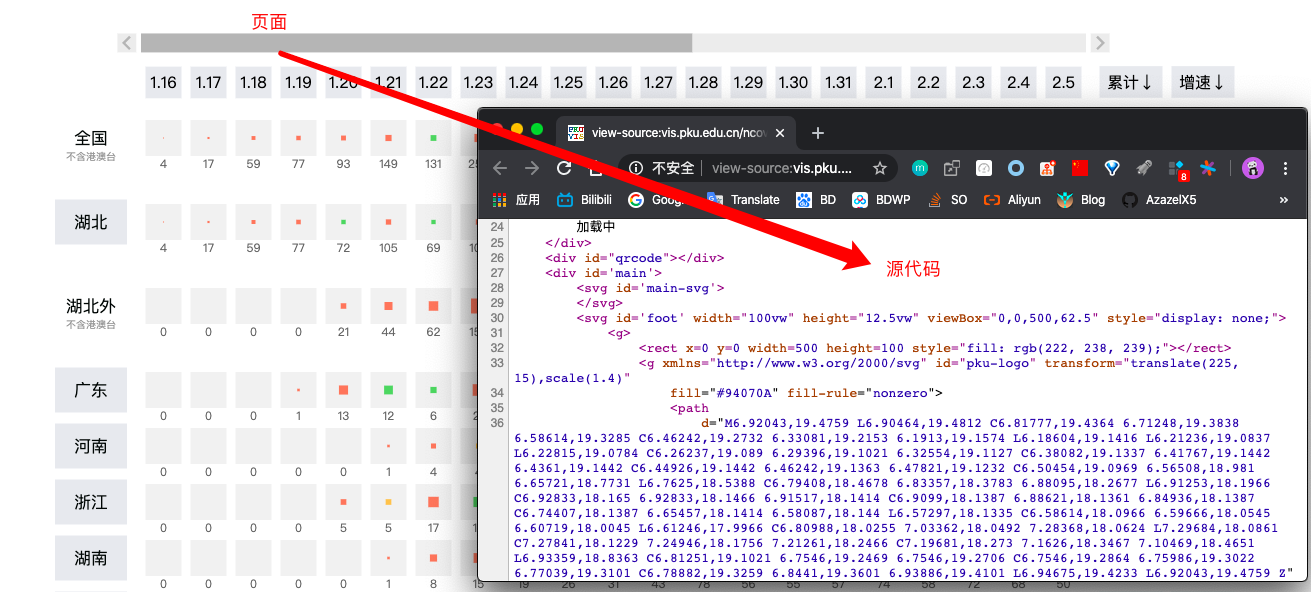 页面
1.16 1.17 1.18 1.19 1.20 1.21 1.22 1.23 1.24 1.25 1.26 1.27 1.28 1.29 1.30 1.31 2.1 2.2 2.3 2.4 2.5 累计↓ 增速↓
全国
不含港澳台
4 17 59 77 93 149 131
湖北
4 17 59 77 72 105 69
湖北外
不含港澳台
0 0 0 0 21 44 62
广东
0 0 0 1 13 12 6
河南
0 0 0 0 0 1 4
浙江
0 0 0 0 5 5 17
湖南
0 0 0 0 0 1 8 15
view-source:vis.pku.edu.cn/ncov
不安全 view-source:vis.pku....
8
应用 Bilibili Translate BD BDWP SO Aliyun Blog AzazelX5 »
源代码
24 加载中
25 </div>
26 <div id="qrcode"></div>
27 <div id='main'>
28 <svg id='main-svg'>
29 </svg>
30 <svg id='foot' width="100vw" height="12.5vw" viewBox="0,0,500,62.5" style="display: none;">
31 <g>
32 <rect x=0 y=0 width=500 height=100 style="fill: rgb(222, 238, 239);"></rect>
33 <g xmlns="http://www.w3.org/2000/svg" id="pku-logo" transform="translate(225,
15),scale(1.4)"
34 fill="#94070A" fill-rule="nonzero">
35 <path
36 d="M6.92043,19.4759 L6.90464,19.4812 C6.81777,19.4364 6.71248,19.3838
6.58614,19.3285 C6.46242,19.2732 6.33081,19.2153 6.1913,19.1574 L6.18604,19.1416 L6.21236,19.0837
L6.22815,19.0784 C6.26237,19.089 6.29396,19.1021 6.32554,19.1127 C6.38082,19.1337 6.41767,19.1442
6.4361,19.1442 C6.44926,19.1442 6.46242,19.1363 6.47821,19.1232 C6.50454,19.0969 6.56508,18.981
6.65721,18.7731 L6.7625,18.5388 C6.79408,18.4678 6.83357,18.3783 6.88095,18.2677 L6.91253,18.1966
C6.92833,18.165 6.92833,18.1466 6.91517,18.1414 C6.9099,18.1387 6.88621,18.1361 6.84936,18.1387
C6.74407,18.1387 6.65457,18.1414 6.58087,18.144 L6.57297,18.1335 C6.58614,18.0966 6.59666,18.0545
6.60719,18.0045 L6.61246,17.9966 C6.80988,18.0255 7.03362,18.0492 7.28368,18.0624 L7.29684,18.0861
C7.27841,18.1229 7.24946,18.1756 7.21261,18.2466 C7.19681,18.273 7.1626,18.3467 7.10469,18.4651
L6.93359,18.8363 C6.81251,19.1021 6.7546,19.2469 6.7546,19.2706 C6.7546,19.2864 6.75986,19.3022
6.77039,19.3101 C6.78882,19.3259 6.8441,19.3601 6.93886,19.4101 L6.94675,19.4233 L6.92043,19.4759 Z"